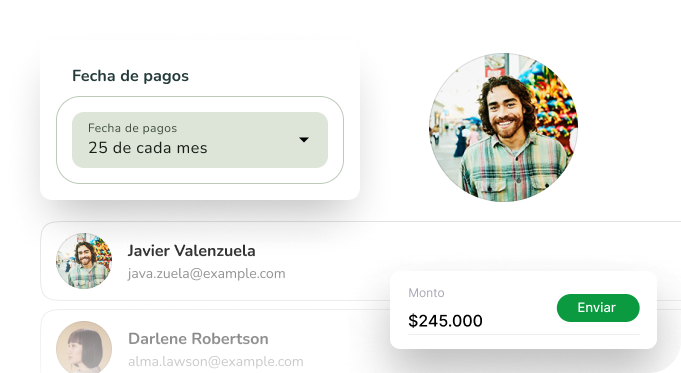 Fecha de pagos
Fecha de pagos
25 de cada mes
Javier Valenzuela
java.zuela@example.com
Monto
$245.000
Enviar
Darlene Robertson
alma.lawson@example.com